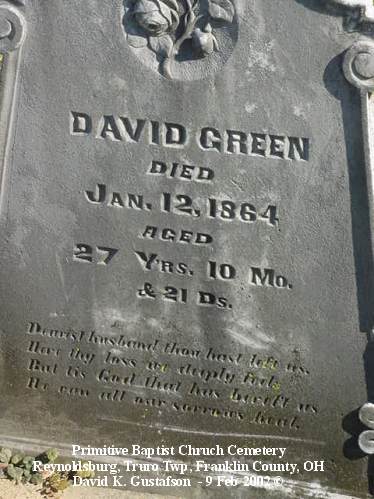 DAVID GREEN
DIED
JAN. 12, 1864
AGED
27 YRS. 10 MO.
& 21 DS.
Dearest husband thou hast left us,
Here thy loss we deeply feel,
But tis God that has bereft us
He can all our sorrows heal.
Primitive Baptist Chruch Cemetery
Reynoldsburg, Truro Twp, Franklin County, OH
David K. Gustafson - 9 Feb 2002 ©